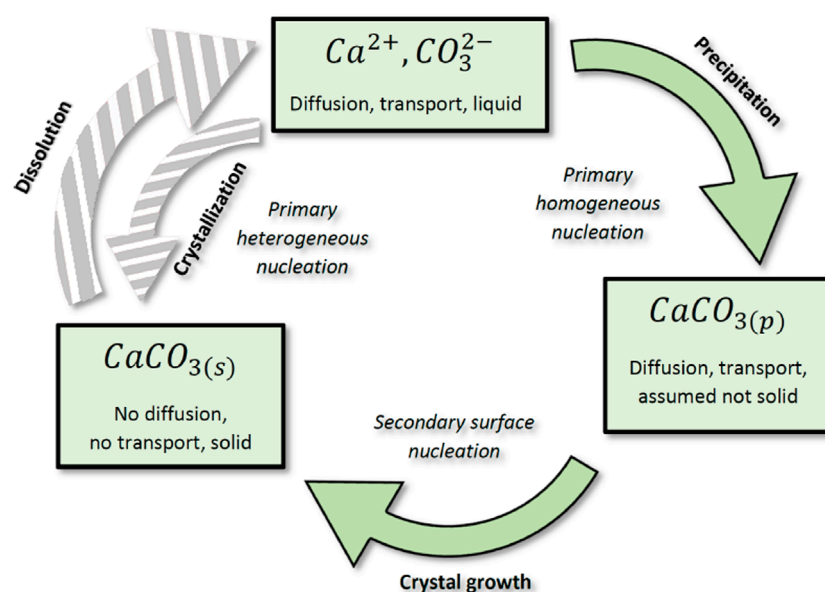 Ca²⁺, CO₃²⁻
Diffusion, transport, liquid
Precipitation
Dissolution
Crystallization
Primary
heterogeneous
nucleation
Primary
homogeneous
nucleation
CaCO₃₍ₚ₎
Diffusion, transport,
assumed not solid
CaCO₃₍ₛ₎
No diffusion,
no transport, solid
Secondary surface
nucleation
Crystal growth